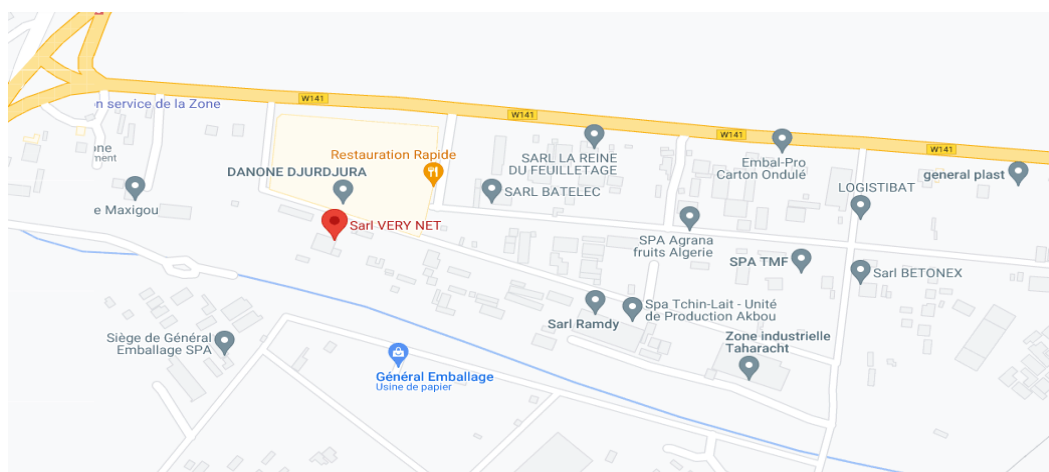 W141
n service de la Zone
W141
W141
W141
one
ment
Restauration Rapide
SARL LA REINE
DU FEUILLETAGE
Embal-Pro
Carton Ondulé
general plast
DANONE DJURDJURA
SARL BATELEC
LOGISTIBAT
e Maxigou
Sarl VERY NET
SPA Agrana
fruits Algerie
SPA TMF
Sarl BETONEX
Spa Tchin-Lait - Unité
de Production Akbou
Sarl Ramdy
Siège de Général
Emballage SPA
Zone industrielle
Taharacht
Général Emballage
Usine de papier